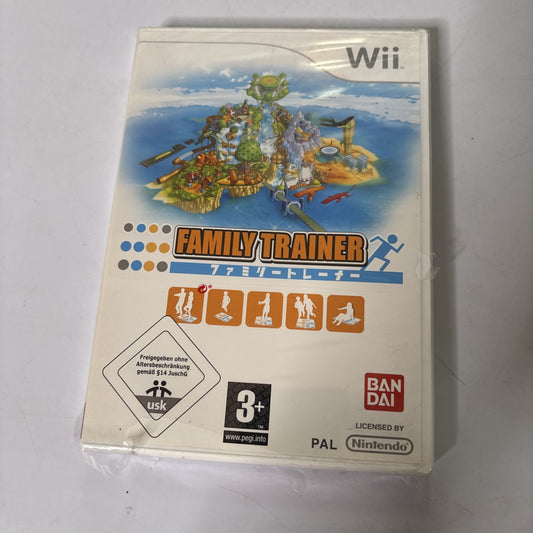 Wii
FAMILY TRAINER
ファミリートレーナー
Freigegeben ohne
Altersbeschränkung
gemäß §14 JuschG
usk
3+
www.pegi.info
BAN
DAI
LICENSED BY
PAL Nintendo